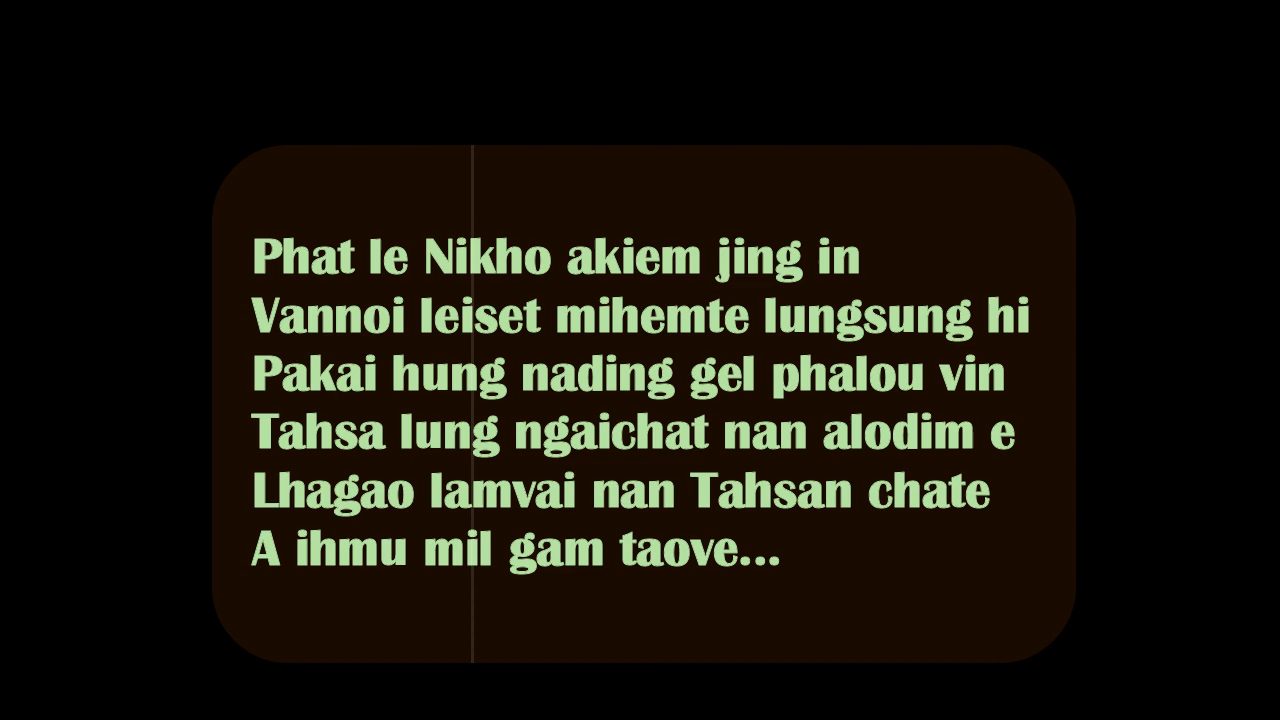 Phat le Nikho akiem jing in
Vannoi leiset mihemte lungsung hi
Pakai hung nading gel phalou vin
Tahsa lung ngaichat nan alodim e
Lhagao lamvai nan Tahsan chate
A ihmu mil gam taove...